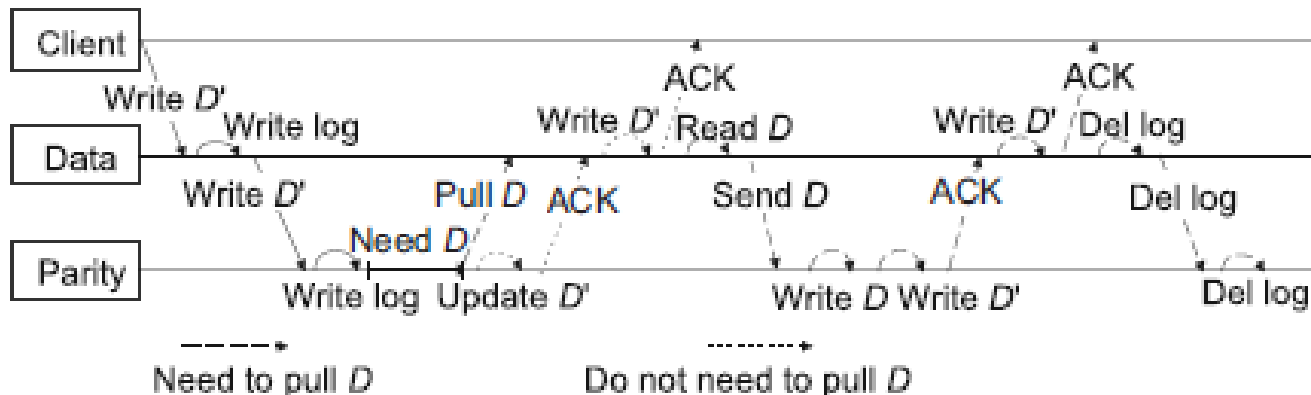 Client
ACK
ACK
Write D'
Write log
Write D'
Read D
Write D'
Del log
Data
Write D'
Pull D
ACK
Send D
ACK
Del log
Need D
Parity
Write log
Update D'
Write D
Write D'
Del log
Need to pull D
Do not need to pull D